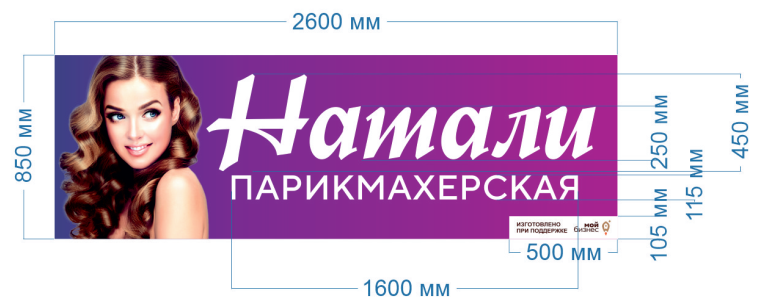 2600 мм
850 мм
Натали
ПАРИКМАХЕРСКАЯ
250 мм
450 мм
115 мм
105 мм
ИЗГОТОВЛЕНО
ПРИ ПОДДЕРЖКЕ
мой
бизнес
500 мм
1600 мм